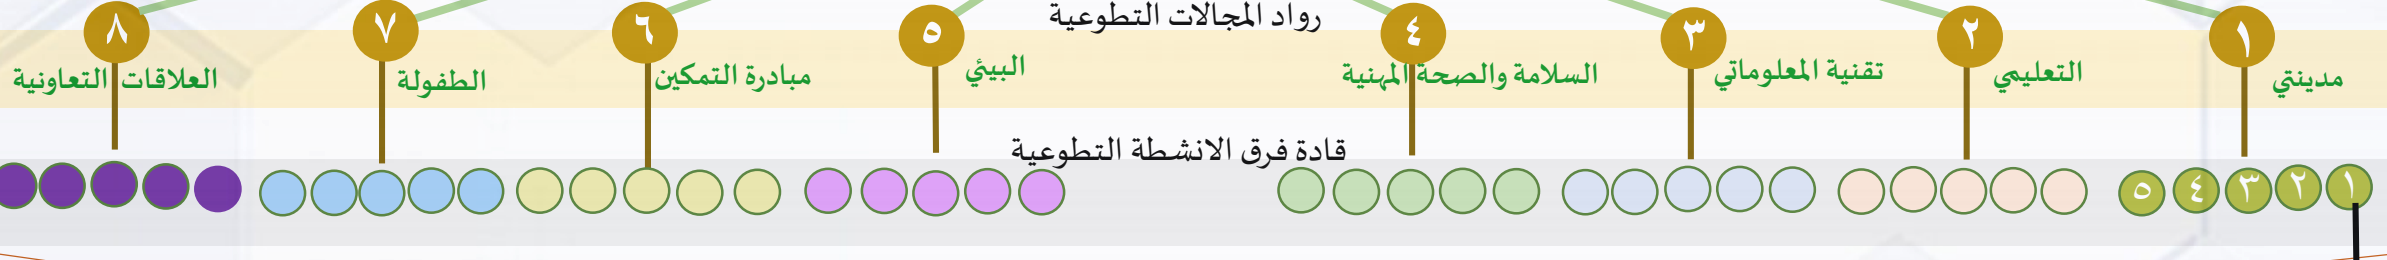 رواد المجالات التطوعية
١ ٢ ٣ ٤ ٥ ٦ ٧ ٨
مدينتي
التعليمي
تقنية المعلوماتي
السلامة والصحة المهنية
البيئي
مبادرة التمكين
الطفولة
العلاقات التعاونية
قادة فرق الانشطة التطوعية
١ ٢ ٣ ٤ ٥